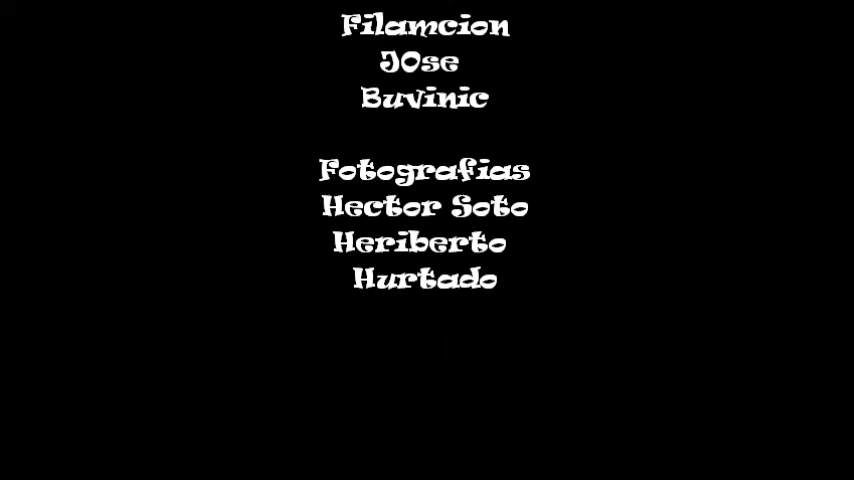 Filamcion
JOse
Buvinic
Fotografias
Hector Soto
Heriberto
Hurtado